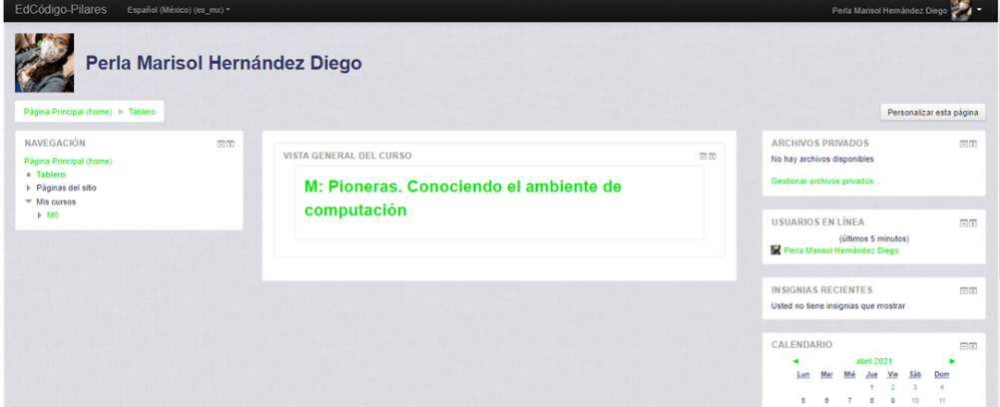 EdCódigo-Pilares Español (México) (es_mx) Perla Marisol Hernández Diego
Perla Marisol Hernández Diego
Página Principal (home) ▶ Tablero
Personalizar esta página
NAVEGACIÓN
Página Principal (home)
Tablero
Páginas del sitio
Mis cursos
M0
VISTA GENERAL DEL CURSO
M: Pioneras. Conociendo el ambiente de
computación
ARCHIVOS PRIVADOS
No hay archivos disponibles
Gestionar archivos privados...
USUARIOS EN LÍNEA
(últimos 5 minutos)
Perla Marisol Hernández Diego
INSIGNIAS RECIENTES
Usted no tiene insignias que mostrar
CALENDARIO
◀ abril 2021 ▶
Lun Mar Mié Jue Vie Sáb Dom
1 2 3 4
5 6 7 8 9 10 11